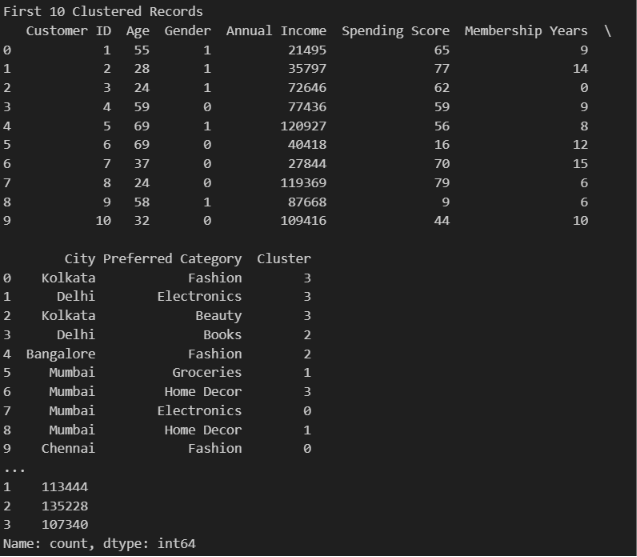 First 10 Clustered Records
   Customer ID  Age  Gender  Annual Income  Spending Score  Membership Years  \
0            1   55       1          21495              65                 9
1            2   28       1          35797              77                14
2            3   24       1          72646              62                 0
3            4   59       0          77436              59                 9
4            5   69       1         120927              56                 8
5            6   69       0          40418              16                12
6            7   37       0          27844              70                15
7            8   24       0         119369              79                 6
8            9   58       1          87668               9                 6
9           10   32       0         109416              44                10
        City Preferred Category  Cluster
0    Kolkata            Fashion        3
1      Delhi        Electronics        3
2    Kolkata             Beauty        3
3      Delhi              Books        2
4  Bangalore            Fashion        2
5     Mumbai          Groceries        1
6     Mumbai         Home Decor        3
7     Mumbai        Electronics        0
8     Mumbai         Home Decor        1
9    Chennai            Fashion        0
...
1    113444
2    135228
3    107340
Name: count, dtype: int64